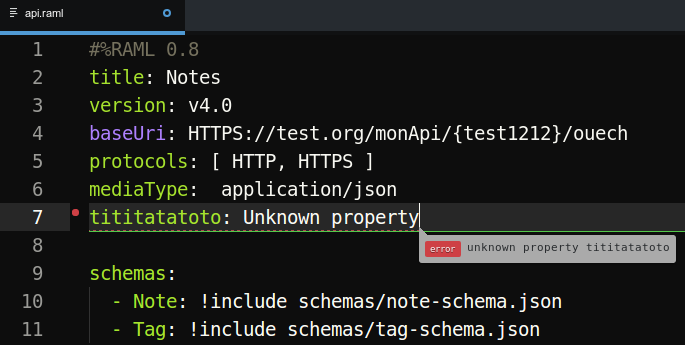 api.raml
1 #%RAML 0.8
2 title: Notes
3 version: v4.0
4 baseUri: HTTPS://test.org/monApi/{test1212}/ouech
5 protocols: [ HTTP, HTTPS ]
6 mediaType:  application/json
7 tititatatoto: Unknown property
error unknown property tititatatoto
8
9 schemas:
10 - Note: !include schemas/note-schema.json
11 - Tag: !include schemas/tag-schema.json